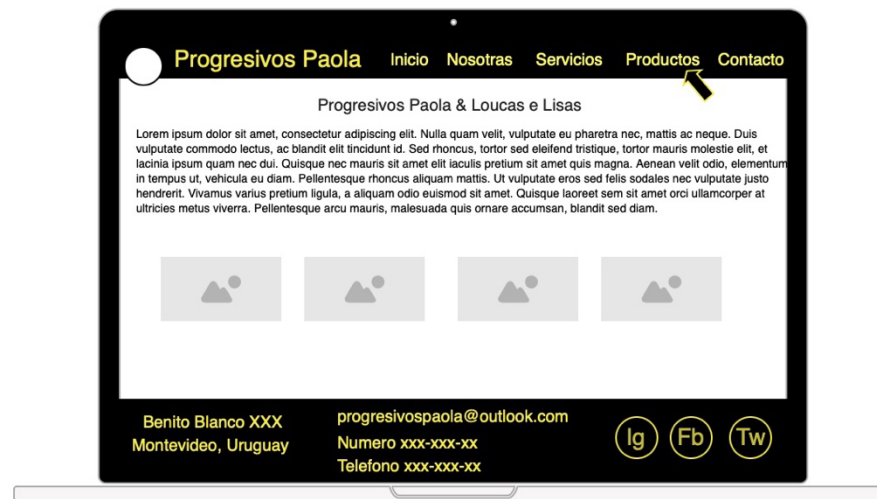 Progresivos Paola
Inicio Nosotras Servicios Productos Contacto
Progresivos Paola & Loucas e Lisas
Lorem ipsum dolor sit amet, consectetur adipiscing elit. Nulla quam velit, vulputate eu pharetra nec, mattis ac neque. Duis
vulputate commodo lectus, ac blandit elit tincidunt id. Sed rhoncus, tortor sed eleifend tristique, tortor mauris molestie elit, et
lacinia ipsum quam nec dui. Quisque nec mauris sit amet elit iaculis pretium sit amet quis magna. Aenean velit odio, elementum
in tempus ut, vehicula eu diam. Pellentesque rhoncus aliquam mattis. Ut vulputate eros sed felis sodales nec vulputate justo
hendrerit. Vivamus varius pretium ligula, a aliquam odio euismod sit amet. Quisque laoreet sem sit amet orci ullamcorper at
ultricies metus viverra. Pellentesque arcu mauris, malesuada quis ornare accumsan, blandit sed diam.
Benito Blanco XXX
Montevideo, Uruguay
progresivospaola@outlook.com
Numero xxx-xxx-xx
Telefono xxx-xxx-xx
Ig Fb Tw